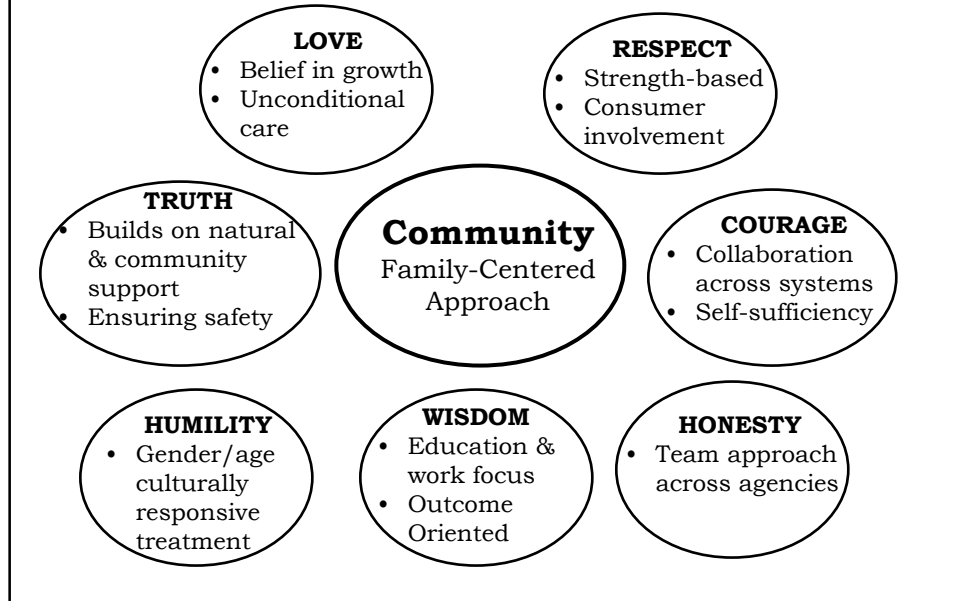 LOVE
• Belief in growth
• Unconditional
care
RESPECT
• Strength-based
• Consumer
involvement
TRUTH
• Builds on natural
& community
support
• Ensuring safety
Community
Family-Centered
Approach
COURAGE
• Collaboration
across systems
• Self-sufficiency
HUMILITY
• Gender/age
culturally
responsive
treatment
WISDOM
• Education &
work focus
• Outcome
Oriented
HONESTY
• Team approach
across agencies